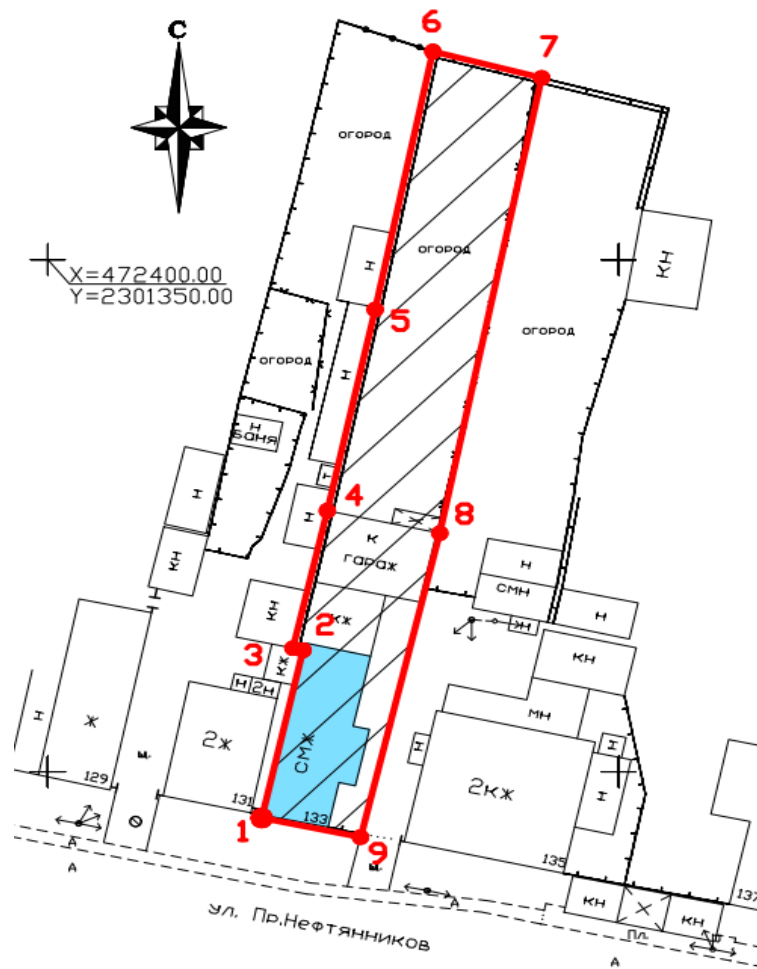 С
6
7
ОГОРОД
ОГОРОД
КН
X=472400.00
Y=2301350.00
Н
5
ОГОРОД
ОГОРОД
Н
Н
БАНЯ
Н
Г
4
Н
К
ГАРАЖ
8
КН
Н
СМН
Н
КЖ
ЖН
КН
2
3
КЖ
КН
Н
2Н
МН
Ж
2Ж
СМЖ
Н
Н
Н
2КЖ
Н
129
131
133
1
9
135
137
А
А
А
КН
Х
КН
Пл.
А
ул. Пр.Нефтянников